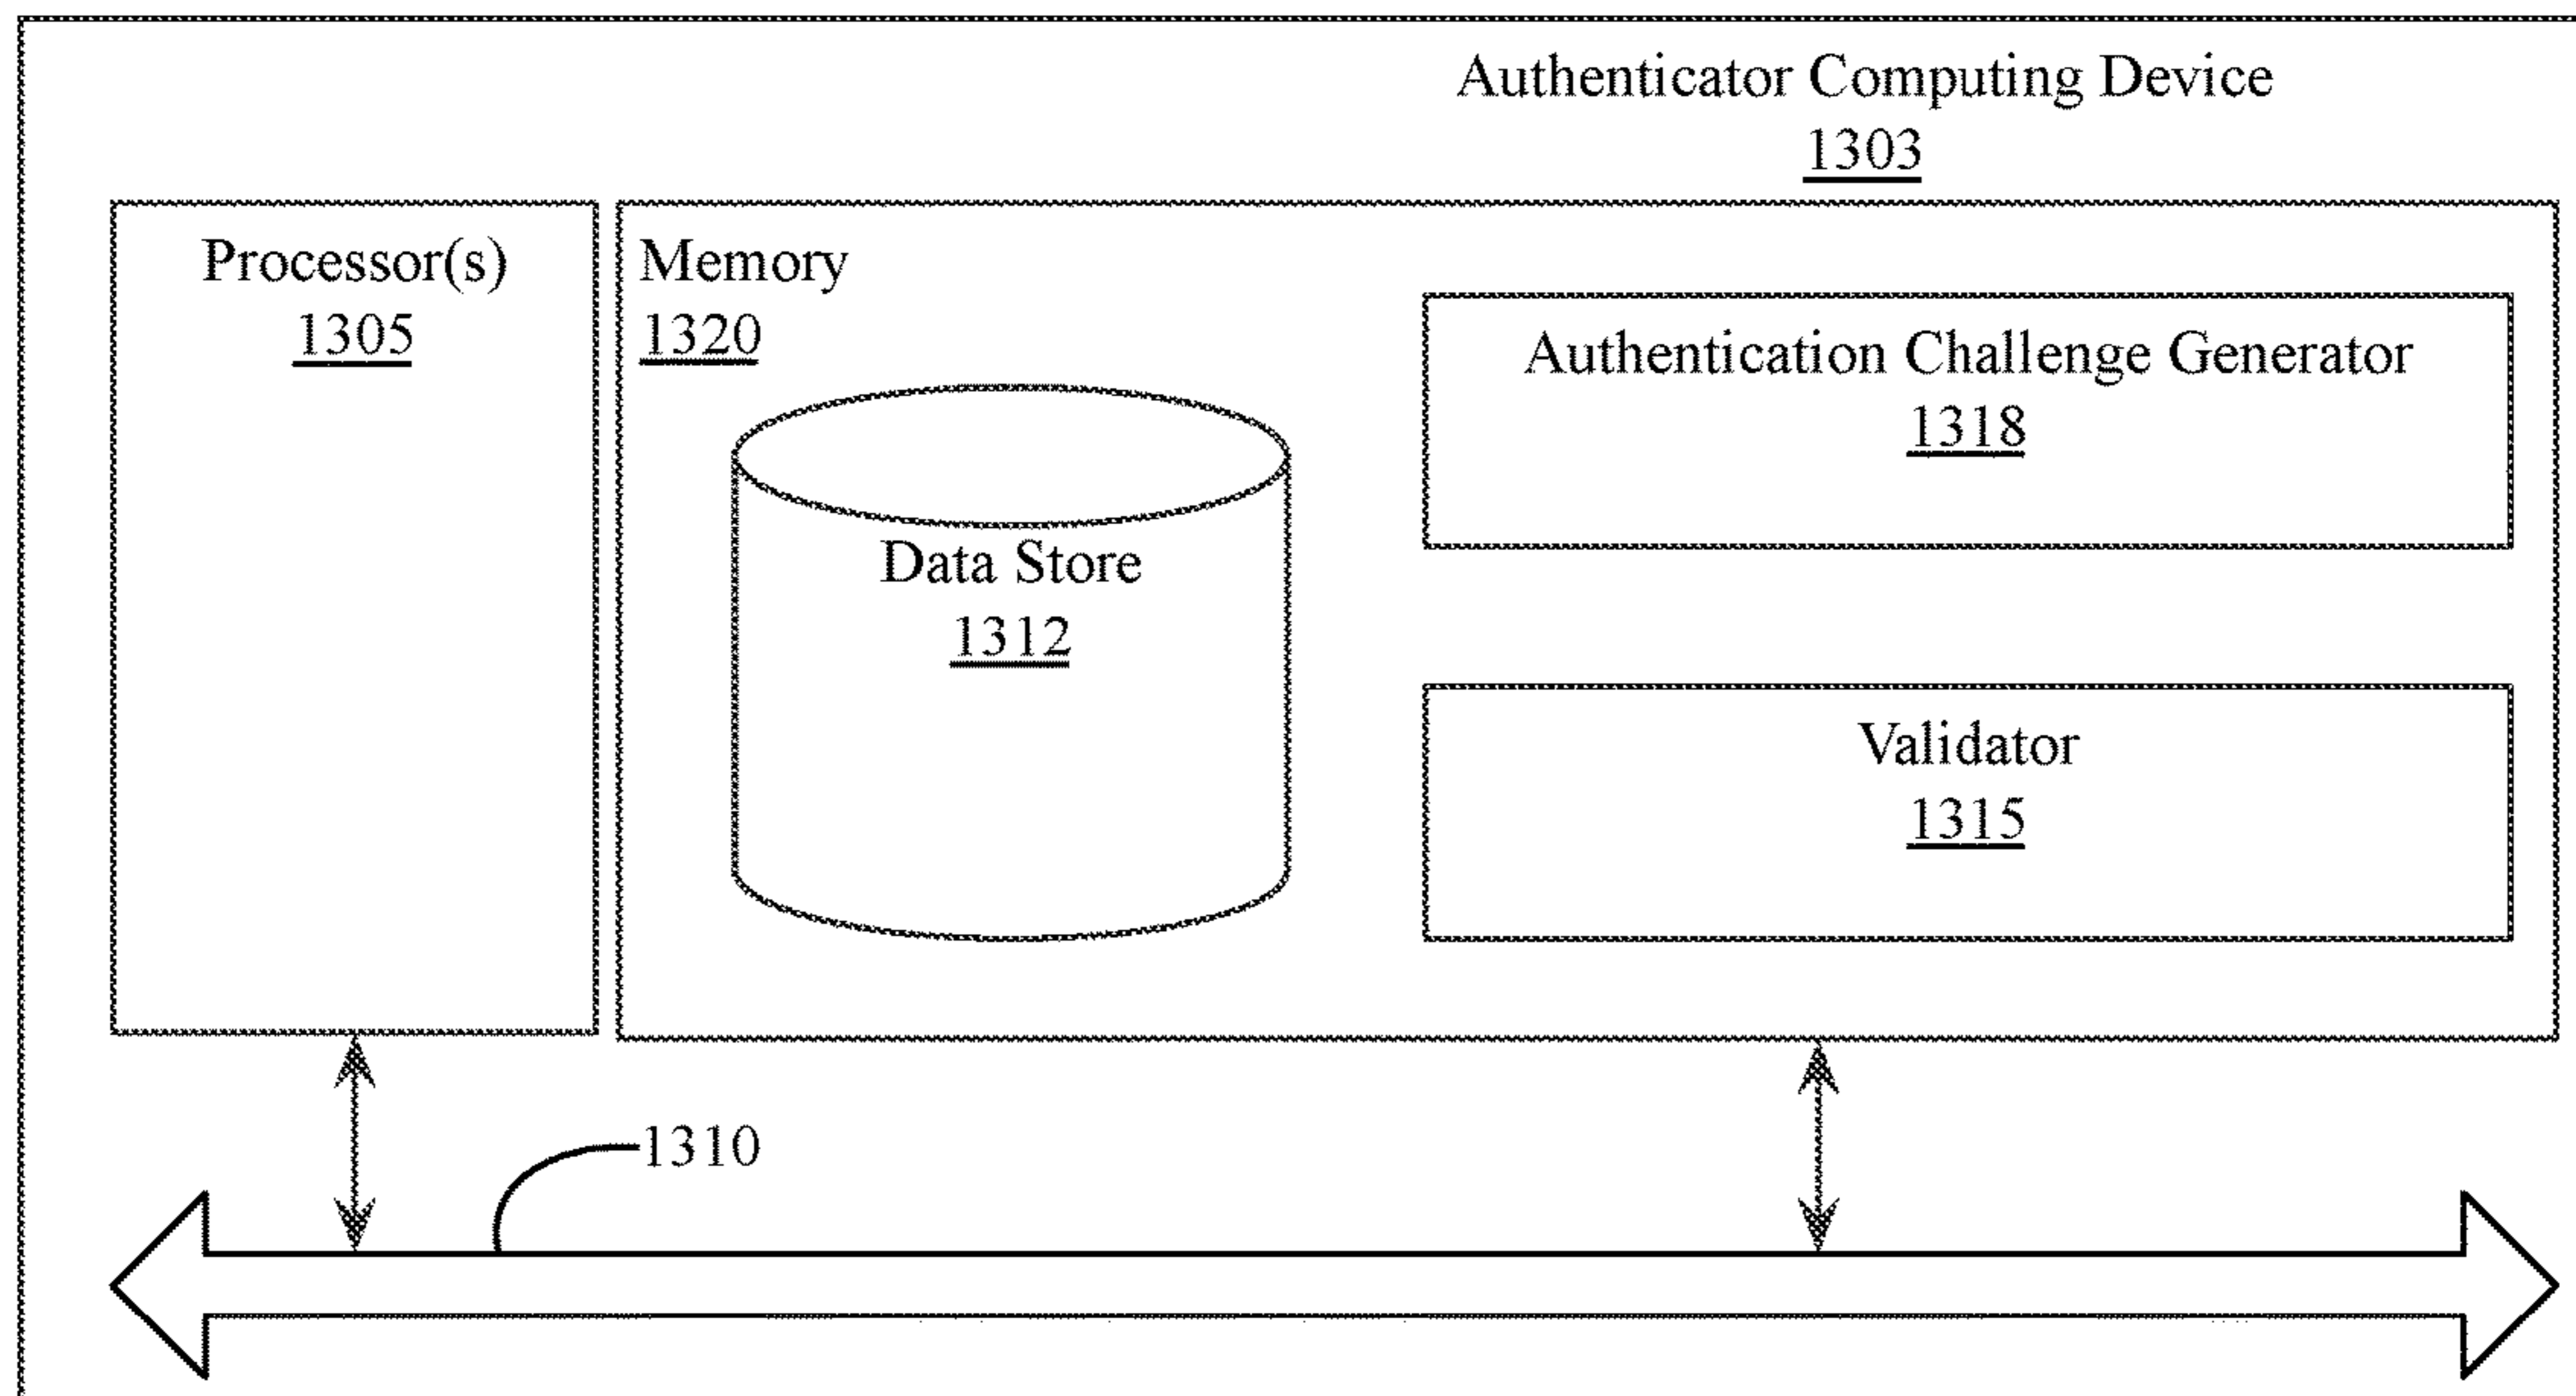 Authenticator Computing Device
1303
Processor(s)
1305
Memory
1320
Authentication Challenge Generator
1318
Data Store
1312
Validator
1315
1310